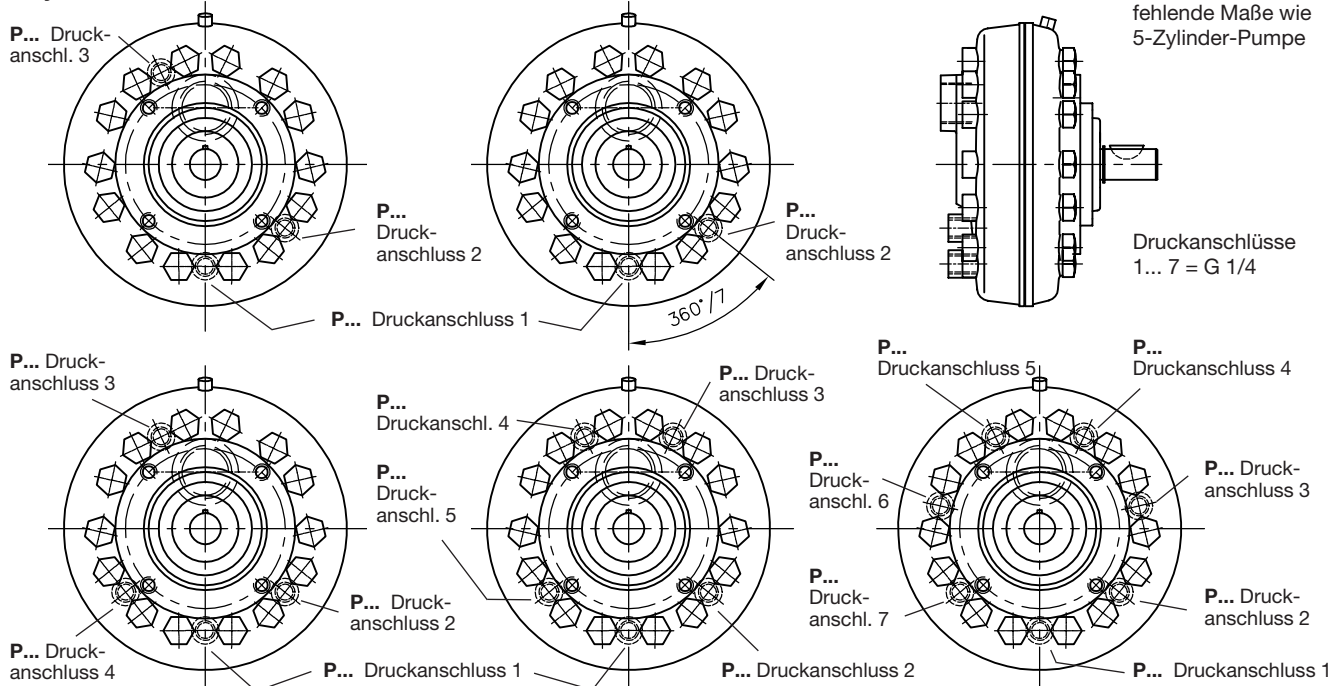 P... Druck-
anschl. 3
fehlende Maße wie
5-Zylinder-Pumpe
P...
Druck-
anschluss 2
P...
Druck-
anschluss 2
Druckanschlüsse
1... 7 = G 1/4
360°/7
P... Druckanschluss 1
P... Druck-
anschluss 3
P...
Druckanschl. 4
P... Druck-
anschluss 3
P...
Druckanschluss 5
P...
Druckanschluss 4
P...
Druck-
anschl. 5
P...
Druck-
anschl. 6
P... Druck-
anschluss 3
P... Druck-
anschluss 2
P...
Druck-
anschl. 7
P... Druck-
anschluss 2
P... Druck-
anschluss 4
P... Druckanschluss 1
P... Druckanschluss 2
P... Druckanschluss 1